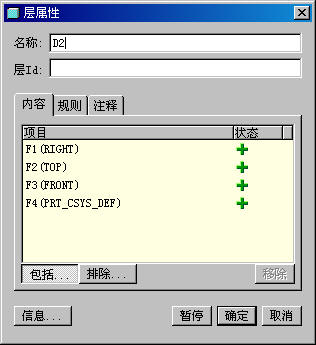 层属性
名称: D2
层Id:
内容 规则 注释
项目 状态
F1(RIGHT)
F2(TOP)
F3(FRONT)
F4(PRT_CSYS_DEF)
包括... 排除... 移除
信息... 暂停 确定 取消